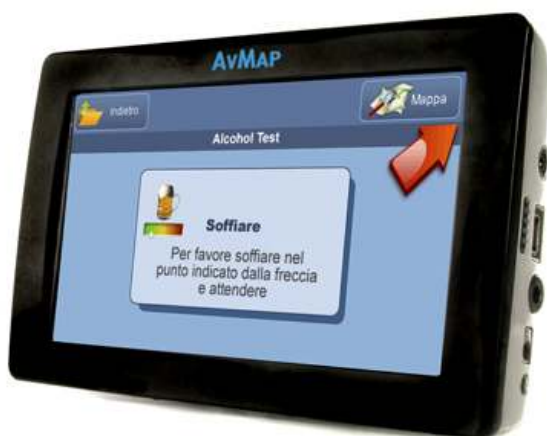 AVMAP
Indietro
Mappa
Alcohol Test
Soffiare
Per favore soffiare nel
punto indicato dalla freccia
e attendere